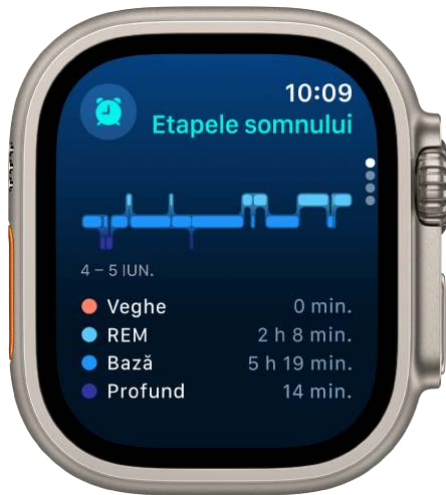 10:09
Etapele somnului
4 – 5 IUN.
Veghe 0 min.
REM 2 h 8 min.
Bază 5 h 19 min.
Profund 14 min.